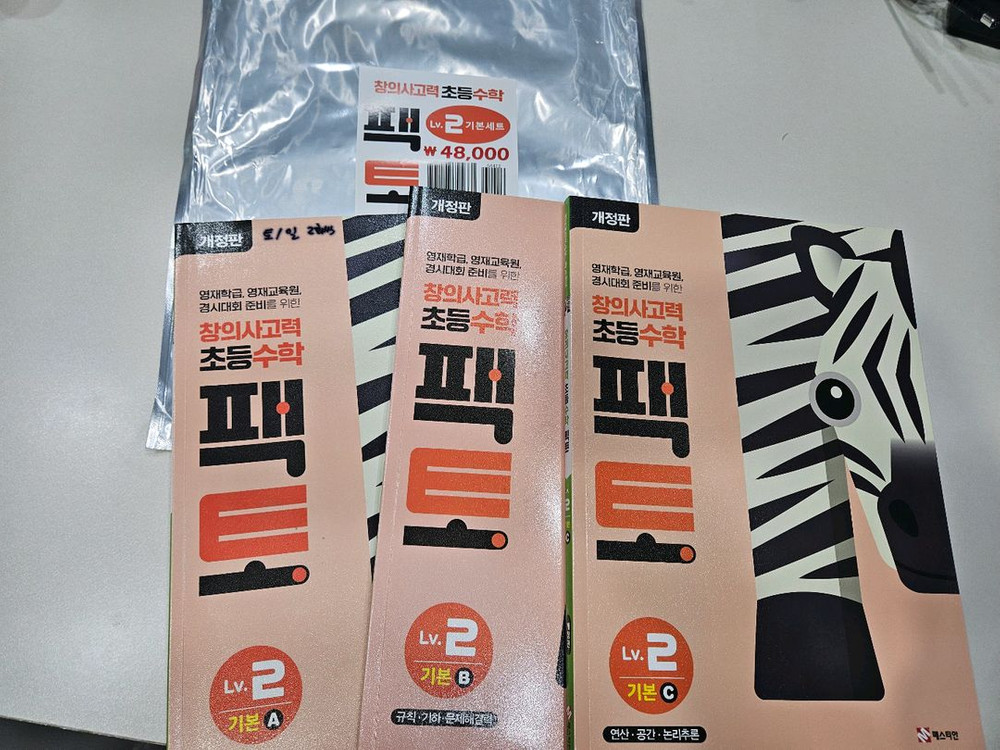 창의사고력 초등수학
팩
Lv. 2 기본세트
₩ 48,000
토
개정판
토/일
영재학급, 영재교육원,
경시대회 준비를 위한
창의사고력
초등수학
팩
토
Lv. 2
기본 A
개정판
영재학급, 영재교육원,
경시대회 준비를 위한
창의사고력
초등수학
팩
토
Lv. 2
기본 B
규칙·기하·문제해결력
개정판
영재학급, 영재교육원,
경시대회 준비를 위한
창의사고력
초등수학
팩
토
Lv. 2
기본 C
연산·공간·논리추론
매스티안